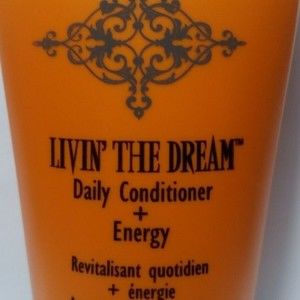 LIVIN' THE DREAM™
Daily Conditioner
+
Energy
Revitalisant quotidien
+ énergie